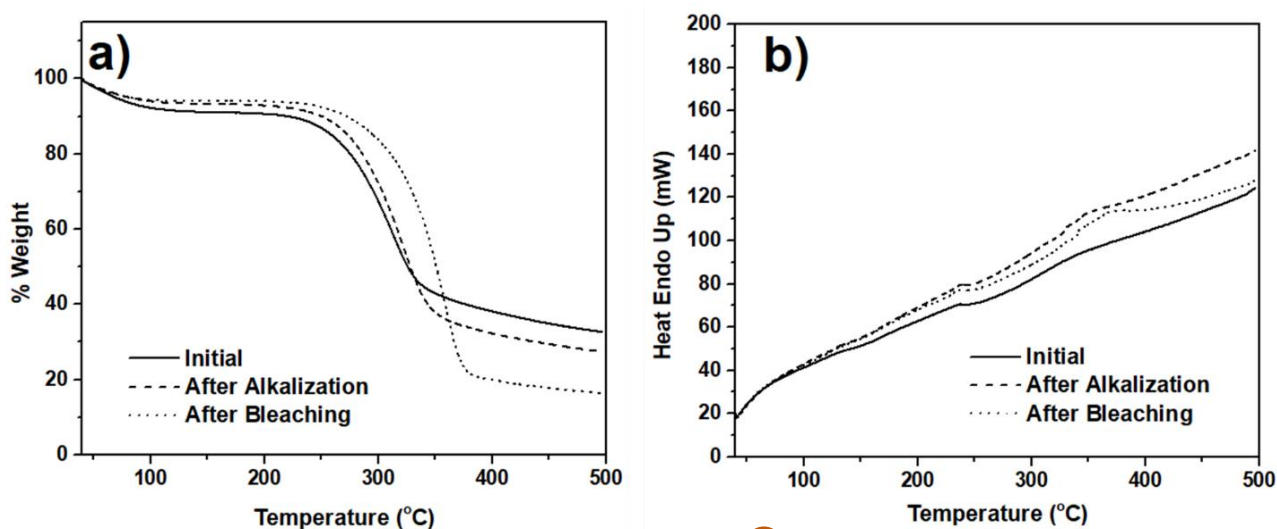 a)
% Weight
100
80
60
40
20
0
Initial
After Alkalization
After Bleaching
100
200
300
400
500
Temperature (°C)
b)
Heat Endo Up (mW)
200
180
160
140
120
100
80
60
40
20
0
Initial
After Alkalization
After Bleaching
100
200
300
400
500
Temperature (°C)